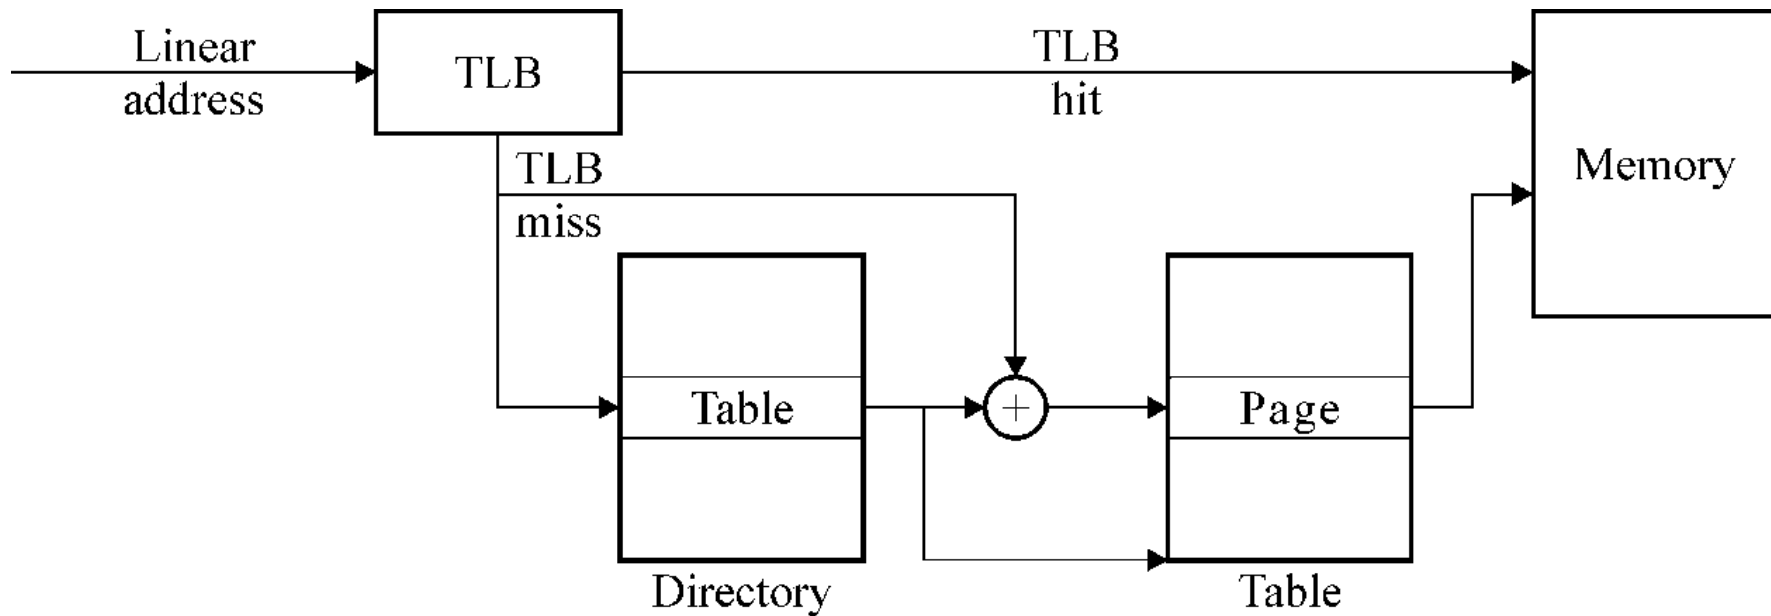 Linear
address
TLB
TLB
hit
Memory
TLB
miss
Table
+
Page
Directory
Table